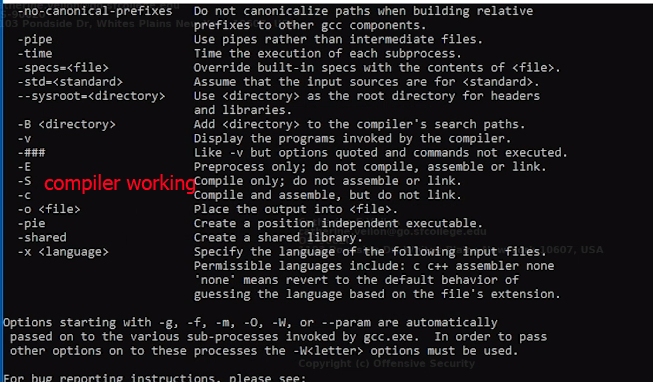 -no-canonical-prefixes Do not canonicalize paths when building relative
prefixes to other gcc components.
-pipe Use pipes rather than intermediate files.
-time Time the execution of each subprocess.
-specs=<file> Override built-in specs with the contents of <file>.
-std=<standard> Assume that the input sources are for <standard>.
--sysroot=<directory> Use <directory> as the root directory for headers
and libraries.
-B <directory> Add <directory> to the compiler's search paths.
-v Display the programs invoked by the compiler.
-### Like -v but options quoted and commands not executed.
-E Preprocess only; do not compile, assemble or link.
-S compiler working Compile only; do not assemble or link.
-c Compile and assemble, but do not link.
-o <file> Place the output into <file>.
-pie Create a position independent executable.
-shared Create a shared library.
-x <language> Specify the language of the following input files.
Permissible languages include: c c++ assembler none
'none' means revert to the default behavior of
guessing the language based on the file's extension.
Options starting with -g, -f, -m, -O, -W, or --param are automatically
passed on to the various sub-processes invoked by gcc.exe. In order to pass
other options on to these processes the -W<letter> options must be used.
Copyright (c) Offensive Security
For bug reporting instructions, please see: